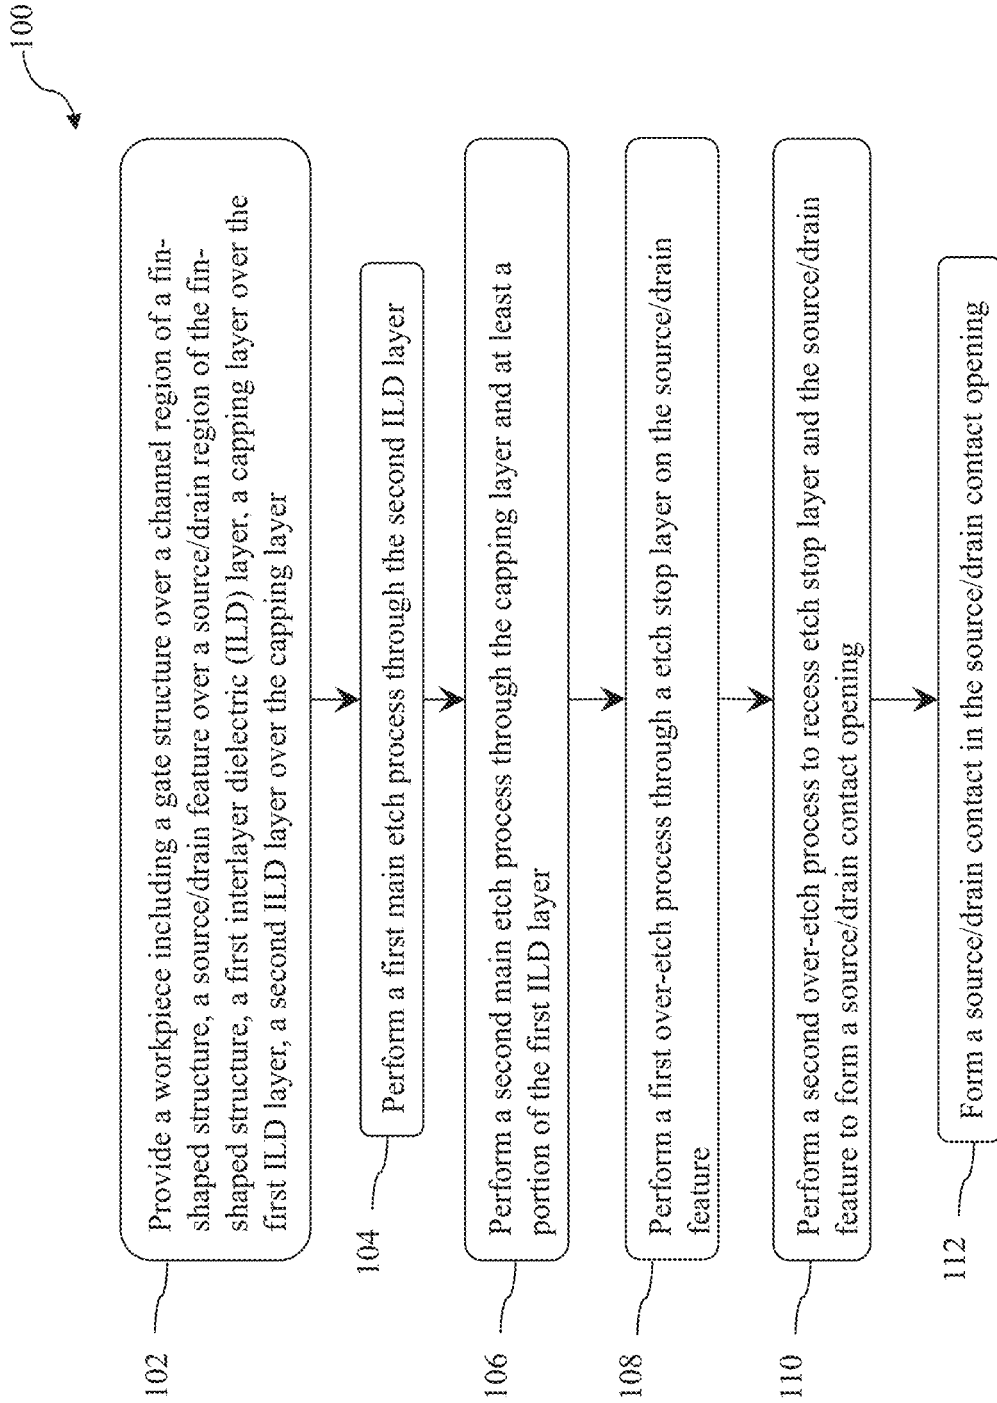 100
102
Provide a workpiece including a gate structure over a channel region of a fin-
shaped structure, a source/drain feature over a source/drain region of the fin-
shaped structure, a first interlayer dielectric (ILD) layer, a capping layer over the
first ILD layer, a second ILD layer over the capping layer
104
Perform a first main etch process through the second ILD layer
106
Perform a second main etch process through the capping layer and at least a
portion of the first ILD layer
108
Perform a first over-etch process through a etch stop layer on the source/drain
feature
110
Perform a second over-etch process to recess etch stop layer and the source/drain
feature to form a source/drain contact opening
112
Form a source/drain contact in the source/drain contact opening